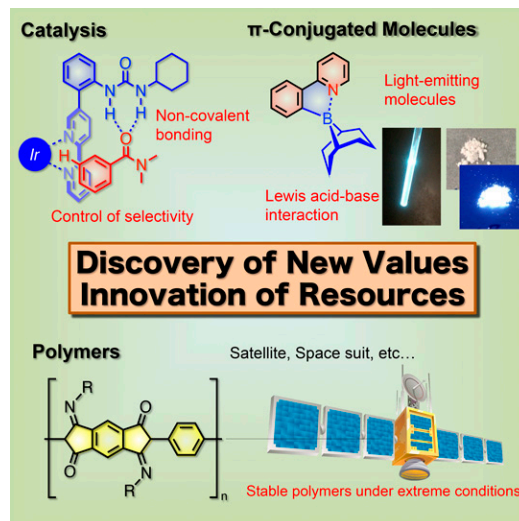 Catalysis
π-Conjugated Molecules
N
H
N
H
O
Non-covalent
bonding
N
Ir
H
O
N
N
Control of selectivity
N
B
Light-emitting
molecules
Lewis acid-base
interaction
Discovery of New Values
Innovation of Resources
Polymers
Satellite, Space suit, etc…
R
N
O
O
N
R
n
Stable polymers under extreme conditions